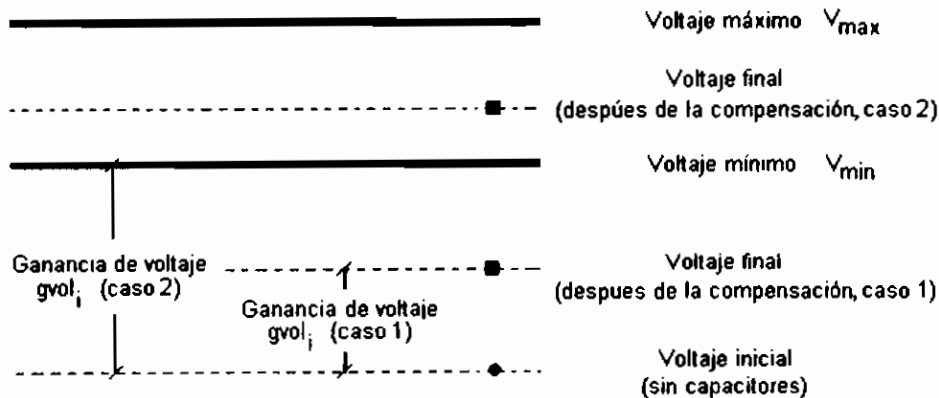 Voltaje máximo V_max
Voltaje final
(despúes de la compensación, caso 2)
Voltaje mínimo V_min
Ganancia de voltaje
gvol_i (caso 2)
Voltaje final
(despues de la compensación, caso 1)
Ganancia de voltaje
gvol_i (caso 1)
Voltaje inicial
(sin capacitores)